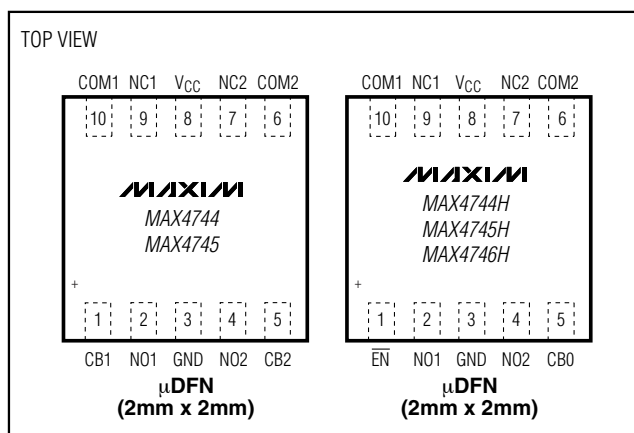 TOP VIEW
COM1 NC1 VCC NC2 COM2
10 9 8 7 6
MAXIM
MAX4744
MAX4745
+
1 2 3 4 5
CB1 NO1 GND NO2 CB2
µDFN
(2mm x 2mm)
COM1 NC1 VCC NC2 COM2
10 9 8 7 6
MAXIM
MAX4744H
MAX4745H
MAX4746H
+
1 2 3 4 5
EN NO1 GND NO2 CB0
µDFN
(2mm x 2mm)